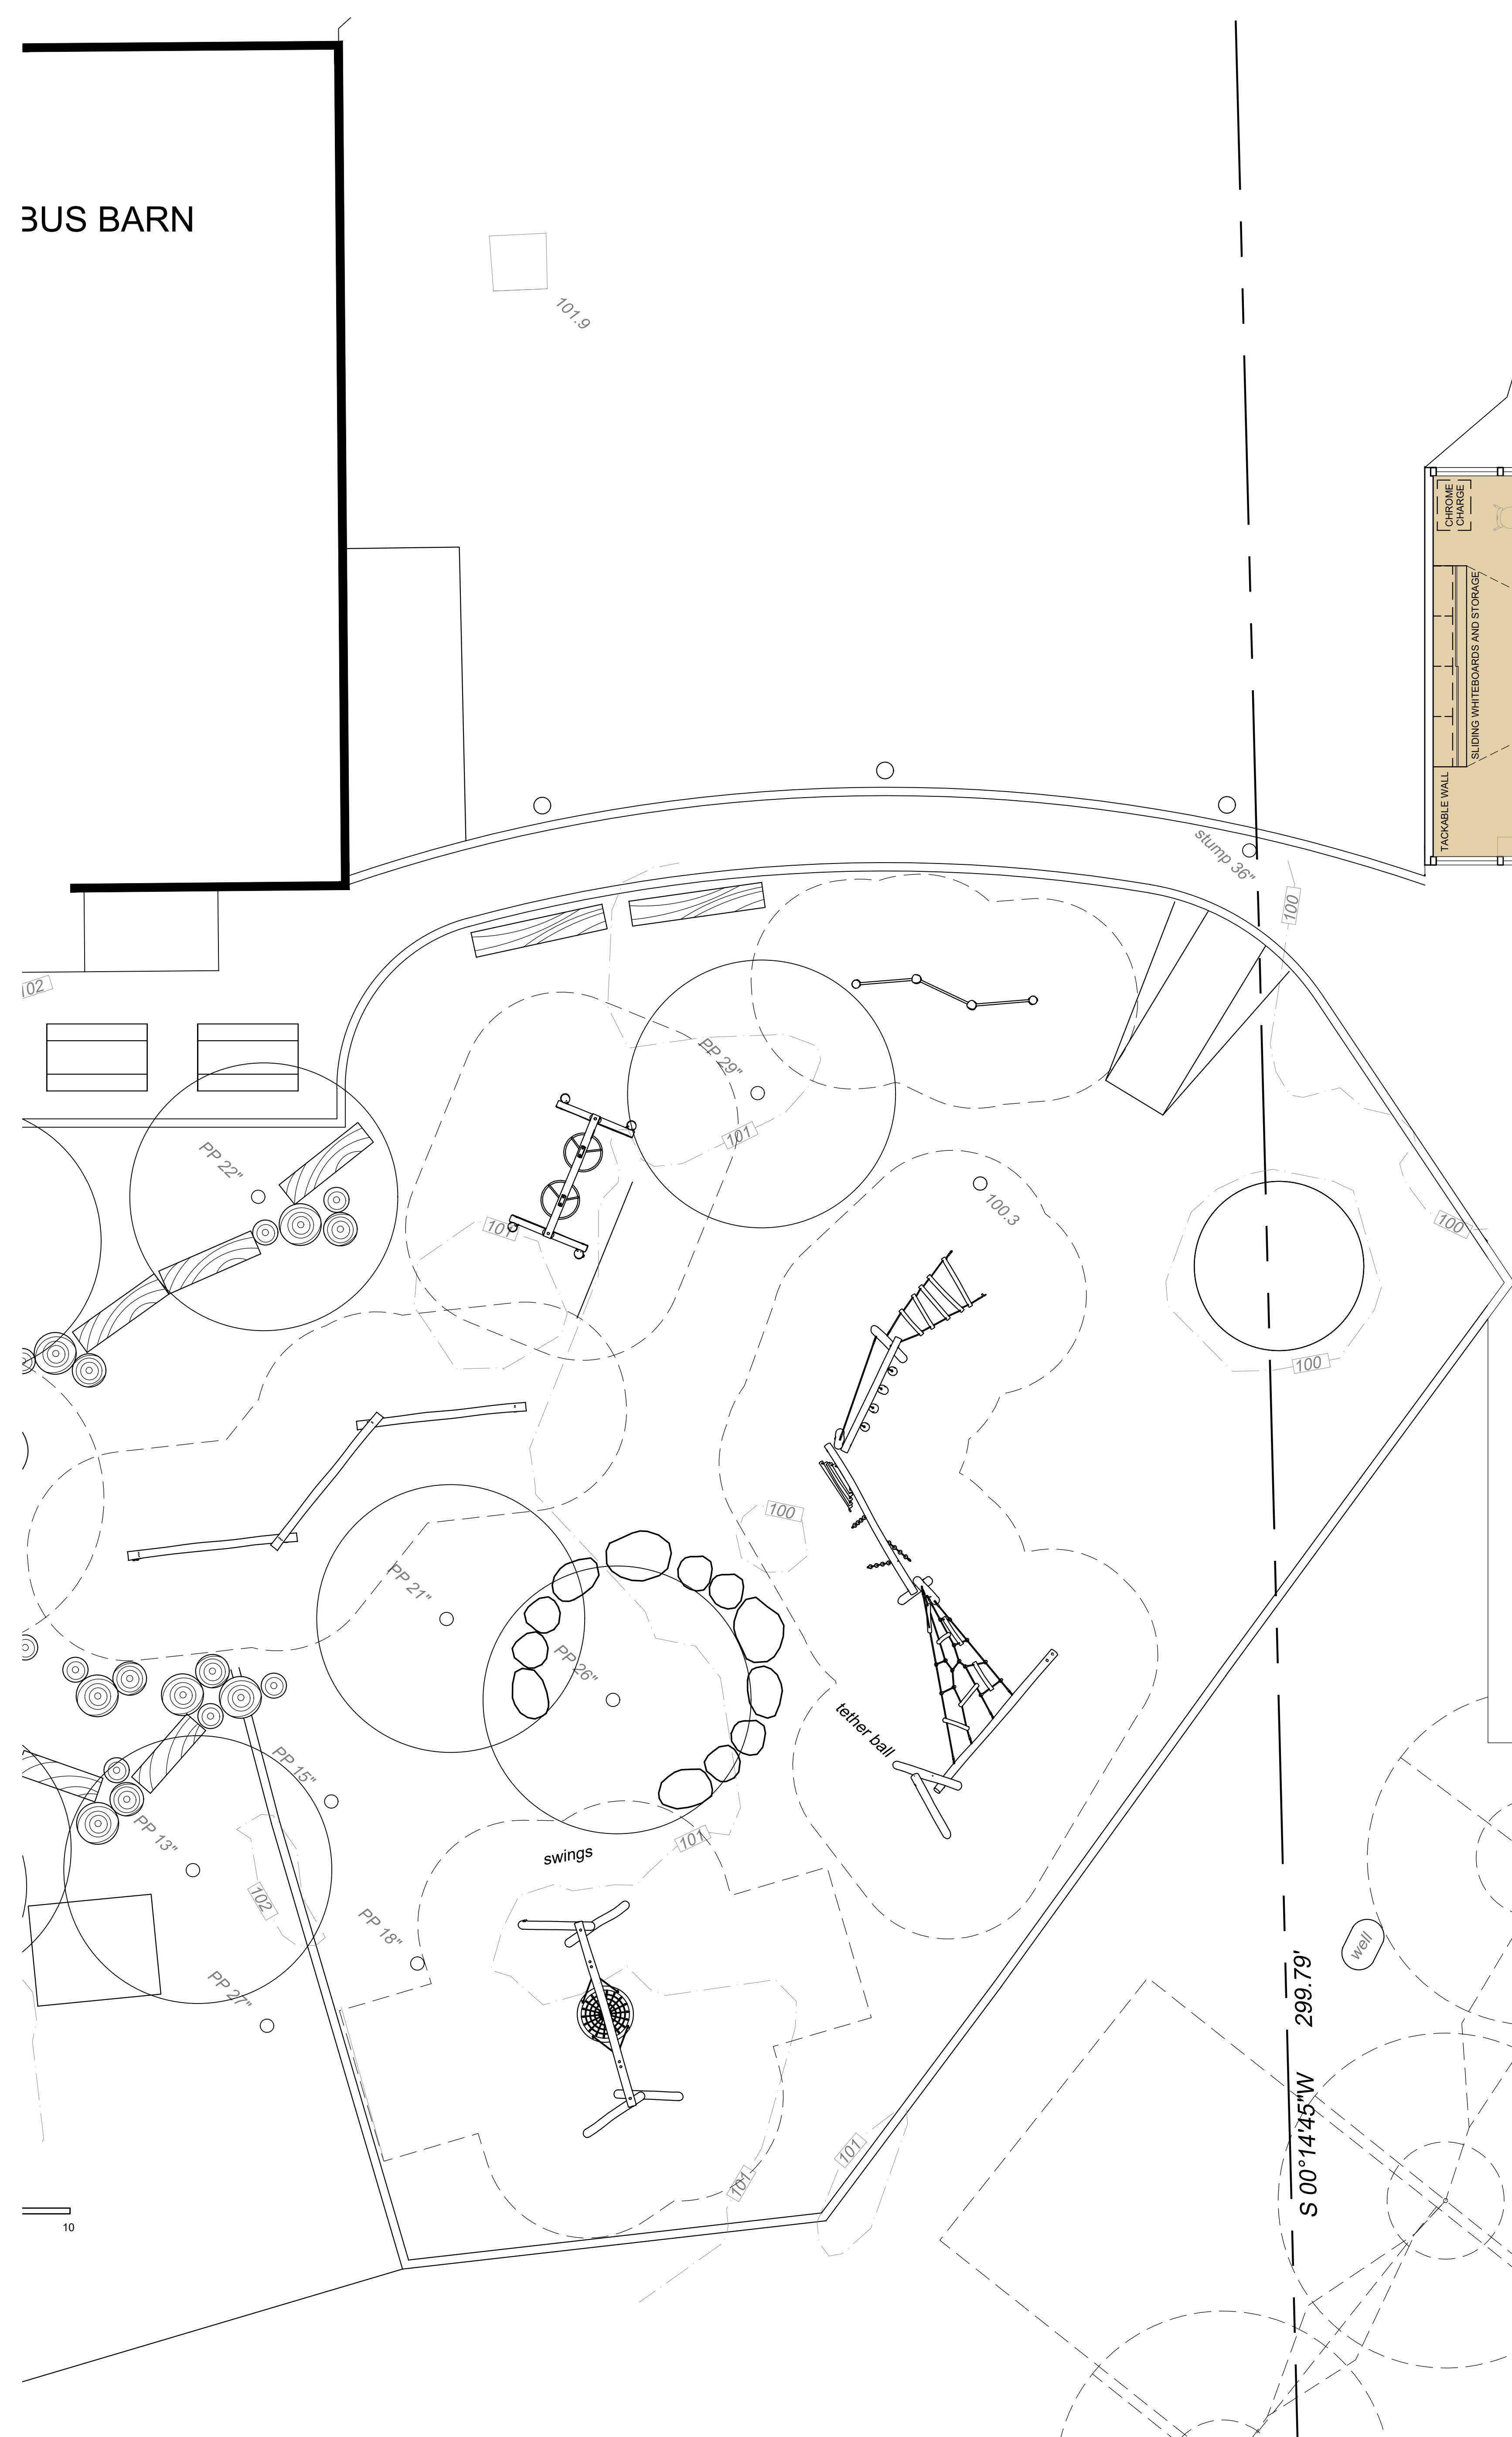 BUS BARN
101.9
CHROME
CHARGE
SLIDING WHITEBOARDS AND STORAGE
TACKABLE WALL
stump 36"
100
102
PP 29"
101
PP 22"
100.3
101
100
100
100
PP 21"
PP 26"
tether ball
PP 15"
PP 13"
101
swings
102
PP 18"
well
PP 27"
S 00°14'45"W 299.79'
101
101
10